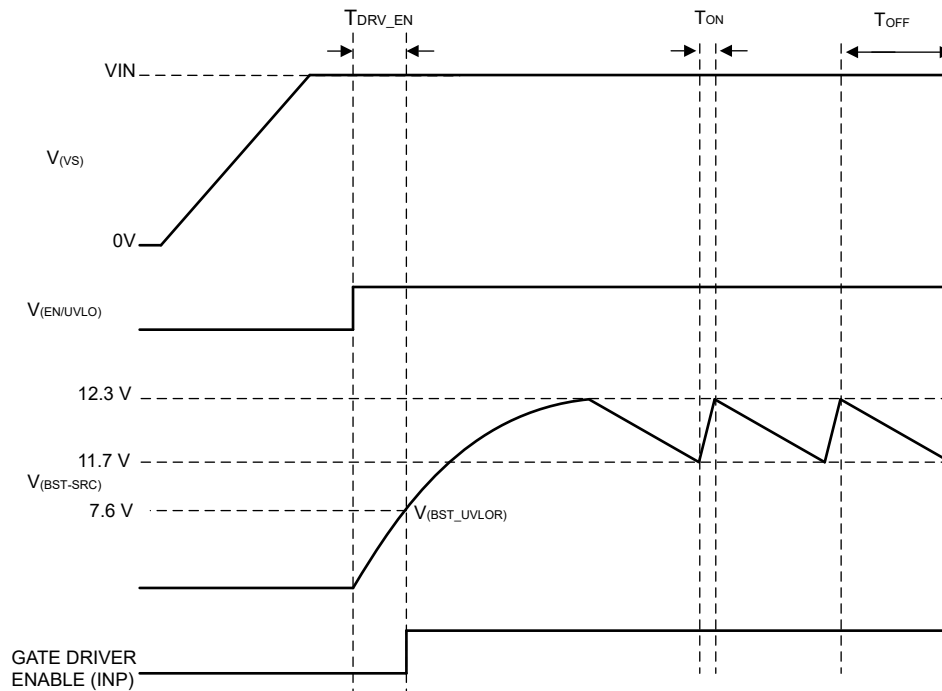 TDRV_EN
TON
TOFF
VIN
V(VS)
0V
V(EN/UVLO)
12.3 V
11.7 V
V(BST-SRC)
7.6 V
V(BST_UVLOR)
GATE DRIVER
ENABLE (INP)